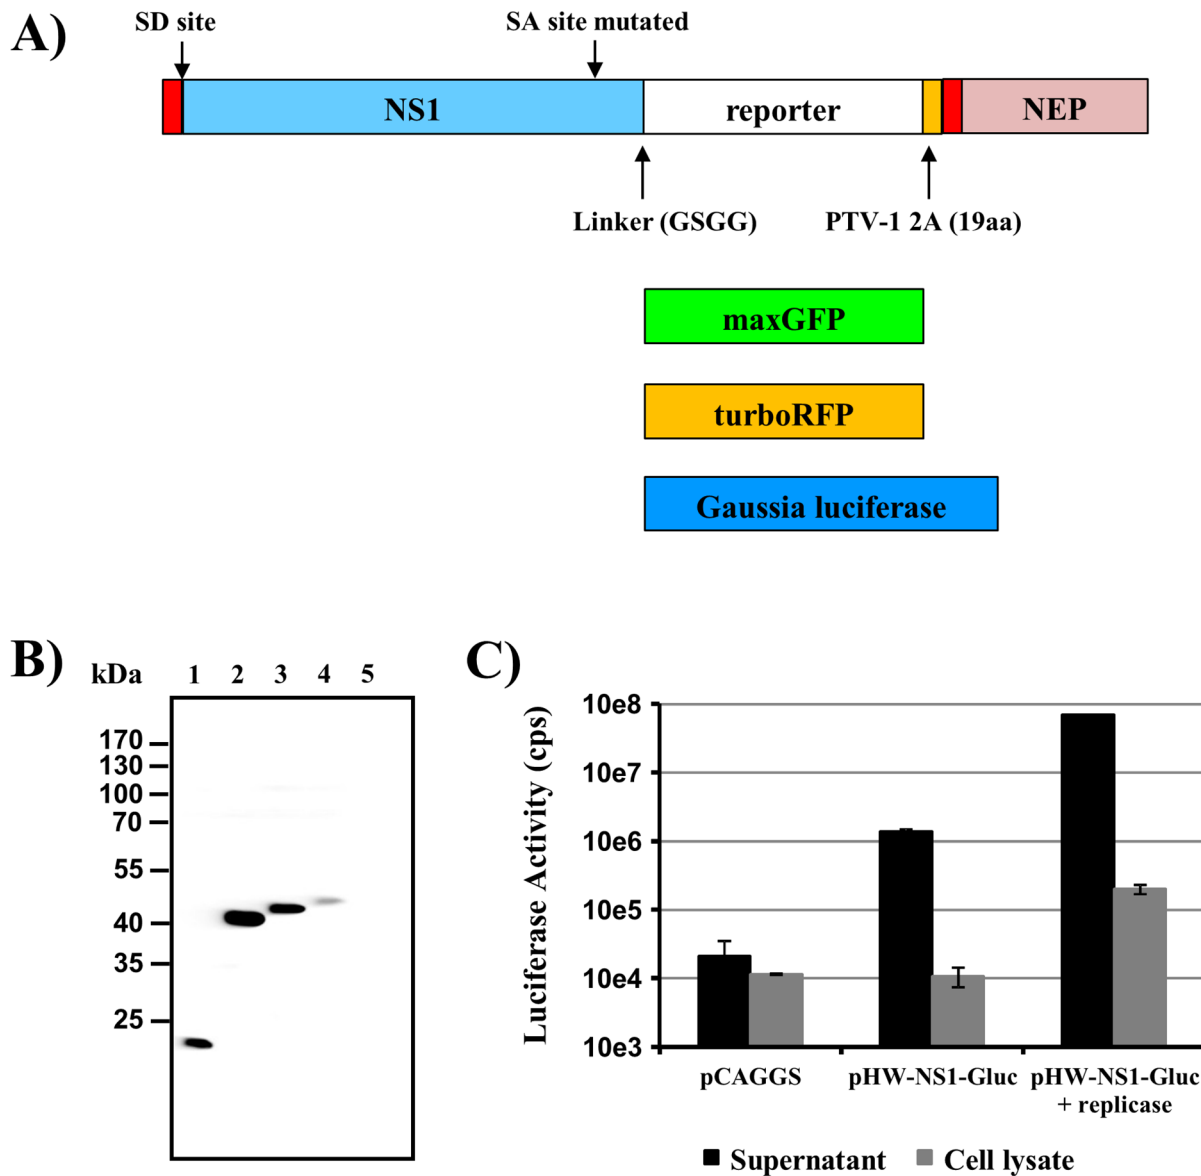 A)
SD site
SA site mutated
NS1
reporter
NEP
Linker (GSGG)
PTV-1 2A (19aa)
maxGFP
turboRFP
Gaussia luciferase
B)
kDa 1 2 3 4 5
170
130
100
70
55
40
35
25
C)
Luciferase Activity (cps)
10e8
10e7
10e6
10e5
10e4
10e3
pCAGGS
pHW-NS1-Gluc
pHW-NS1-Gluc
+ replicase
Supernatant
Cell lysate